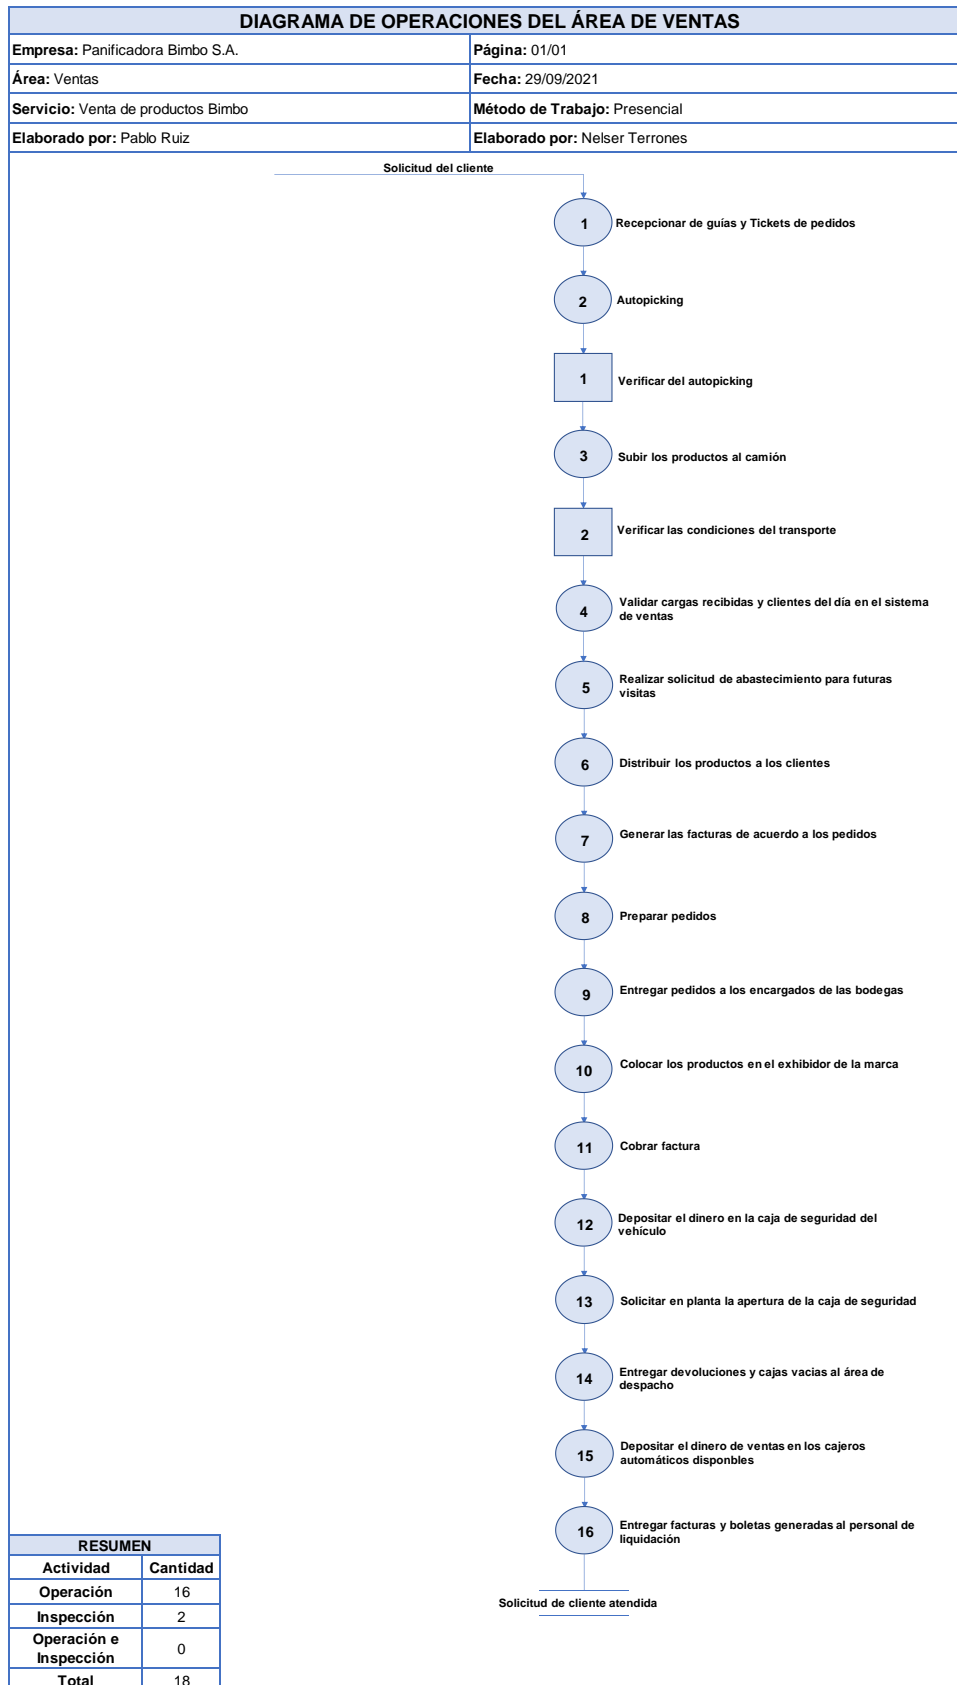 DIAGRAMA DE OPERACIONES DEL ÁREA DE VENTAS
Empresa: Panificadora Bimbo S.A.
Página: 01/01
Área: Ventas
Fecha: 29/09/2021
Servicio: Venta de productos Bimbo
Método de Trabajo: Presencial
Elaborado por: Pablo Ruiz
Elaborado por: Nelser Terrones
Solicitud del cliente
1 Recepcionar de guías y Tickets de pedidos
2 Autopicking
1 Verificar del autopicking
3 Subir los productos al camión
2 Verificar las condiciones del transporte
4 Validar cargas recibidas y clientes del día en el sistema
de ventas
5 Realizar solicitud de abastecimiento para futuras
visitas
6 Distribuir los productos a los clientes
7 Generar las facturas de acuerdo a los pedidos
8 Preparar pedidos
9 Entregar pedidos a los encargados de las bodegas
10 Colocar los productos en el exhibidor de la marca
11 Cobrar factura
12 Depositar el dinero en la caja de seguridad del
vehículo
13 Solicitar en planta la apertura de la caja de seguridad
14 Entregar devoluciones y cajas vacias al área de
despacho
15 Depositar el dinero de ventas en los cajeros
automáticos disponbles
16 Entregar facturas y boletas generadas al personal de
liquidación
Solicitud de cliente atendida
RESUMEN
Actividad Cantidad
Operación 16
Inspección 2
Operación e
Inspección 0
Total 18